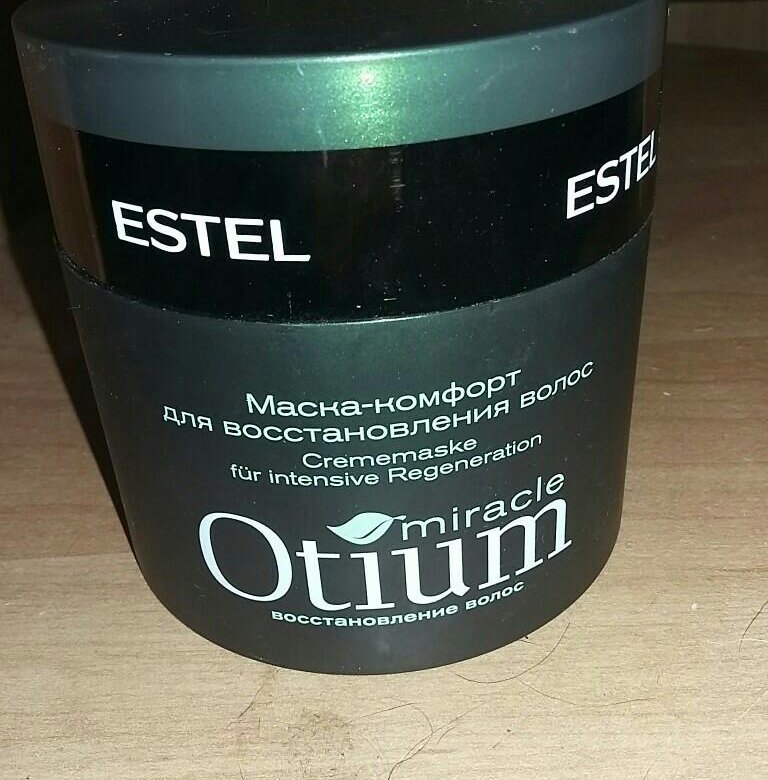 ESTEL
ESTEL
Маска-комфорт
для восстановления волос
Crememaske
für intensive Regeneration
miracle
Otium
восстановление волос